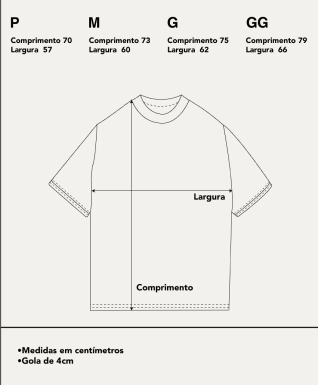 P M G GG
Comprimento 70 Comprimento 73 Comprimento 75 Comprimento 79
Largura 57 Largura 60 Largura 62 Largura 66
Largura
Comprimento
•Medidas em centímetros
•Gola de 4cm